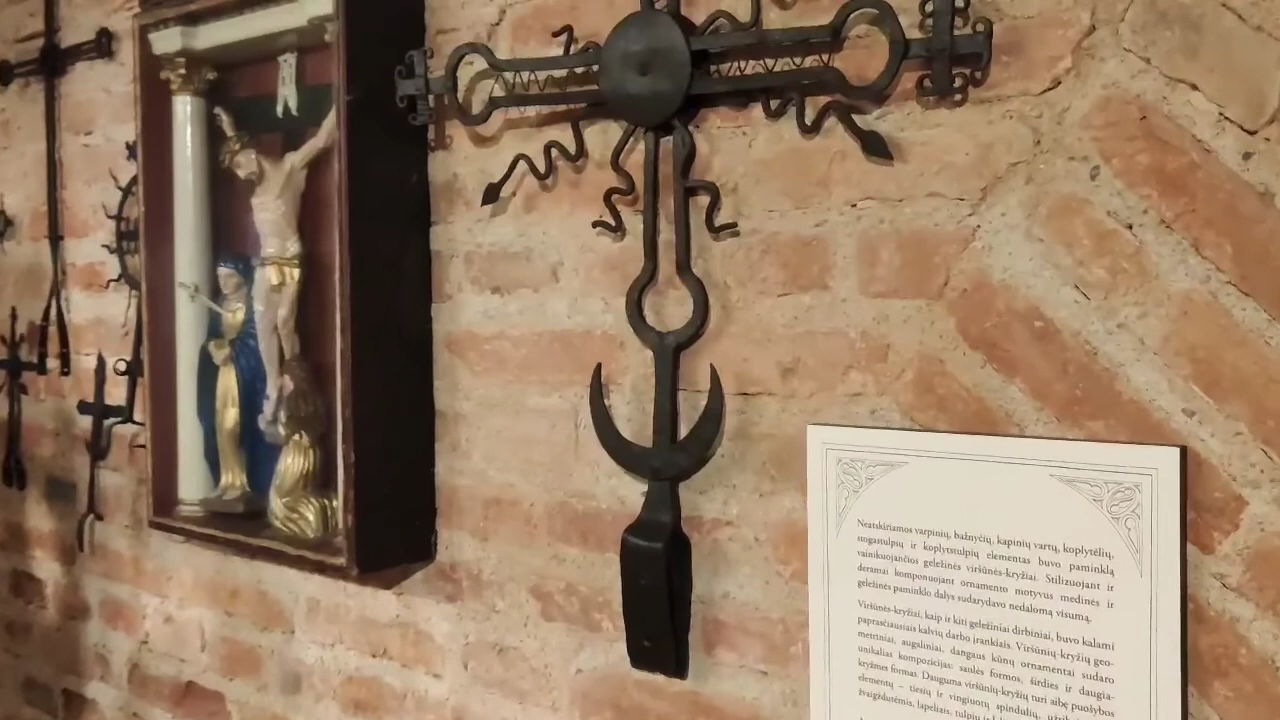 Neatskiriamos varpinių, bažnyčių, kapinių vartų, koplytėlių,
stogastulpių ir koplytstulpių elementas buvo paminklą
vainikuojančios geležinės viršūnės-kryžiai. Stilizuojant ir
deramai komponuojant ornamento motyvus medinės ir
geležinės paminklo dalys sudarydavo nedalomą visumą.
Viršūnės-kryžiai, kaip ir kiti geležiniai dirbiniai, buvo kalami
paprasčiausiais kalvių darbo įrankiais. Viršūnių-kryžių geo-
metriniai, augaliniai, dangaus kūnų ornamentai sudaro
unikalias kompozicijas: saulės formos, širdies ir daugia-
kryžmės formas. Dauguma viršūnių-kryžių turi aibę puošybos
elementų – tiesių ir vingiuotų spindulių,
žvaigždutėmis, lapeliais,